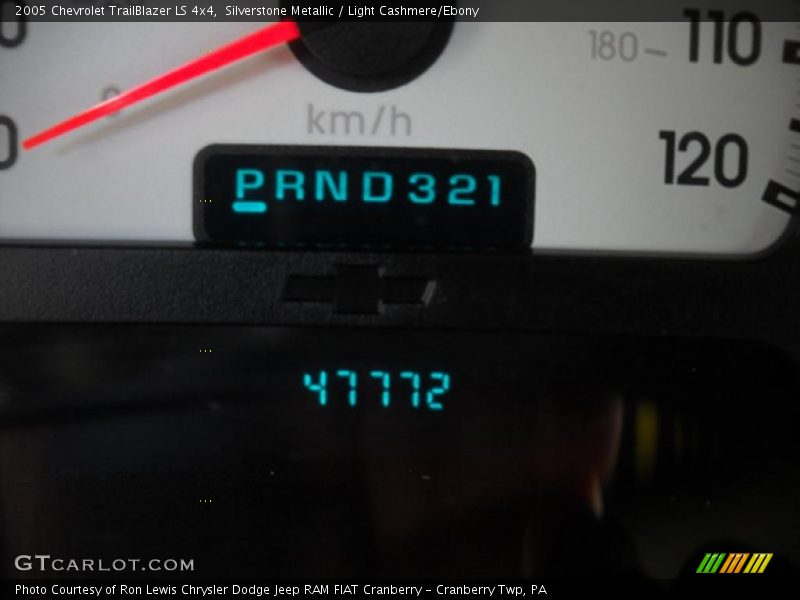 2005 Chevrolet TrailBlazer LS 4x4, Silverstone Metallic / Light Cashmere/Ebony
180
110
0
km/h
120
PRND321
47772
GTCARLOT.COM
Photo Courtesy of Ron Lewis Chrysler Dodge Jeep RAM FIAT Cranberry - Cranberry Twp, PA